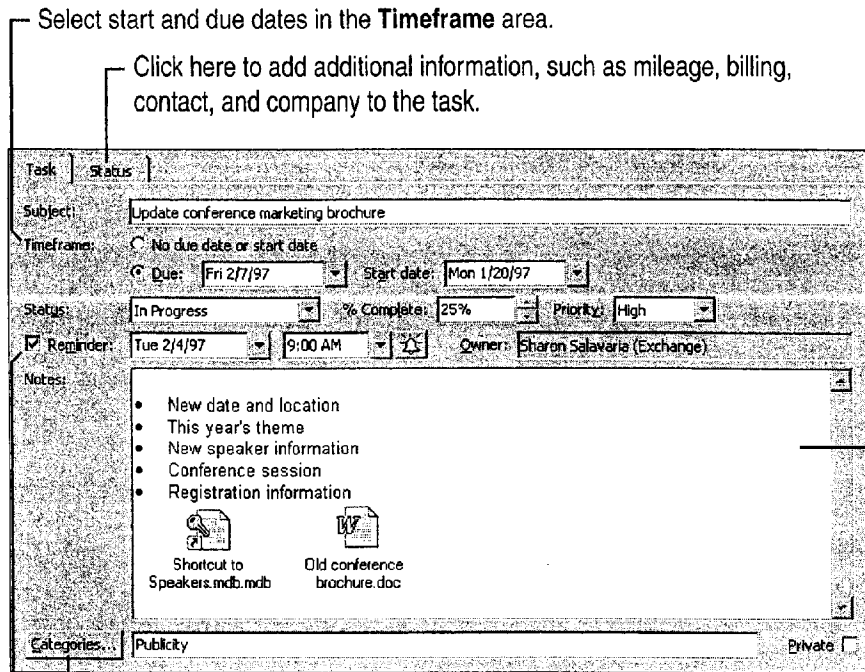 Select start and due dates in the Timeframe area.
Click here to add additional information, such as mileage, billing,
contact, and company to the task.
Task Status
Subject: Update conference marketing brochure
Timeframe: No due date or start date
Due: Fri 2/7/97 Start date: Mon 1/20/97
Status: In Progress % Complete: 25% Priority: High
Reminder: Tue 2/4/97 9:00 AM Owner: Sharon Salavaria (Exchange)
Notes:
• New date and location
• This year's theme
• New speaker information
• Conference session
• Registration information
Shortcut to
Speakers.mdb.mdb
Old conference
brochure.doc
Categories... Publicity Private